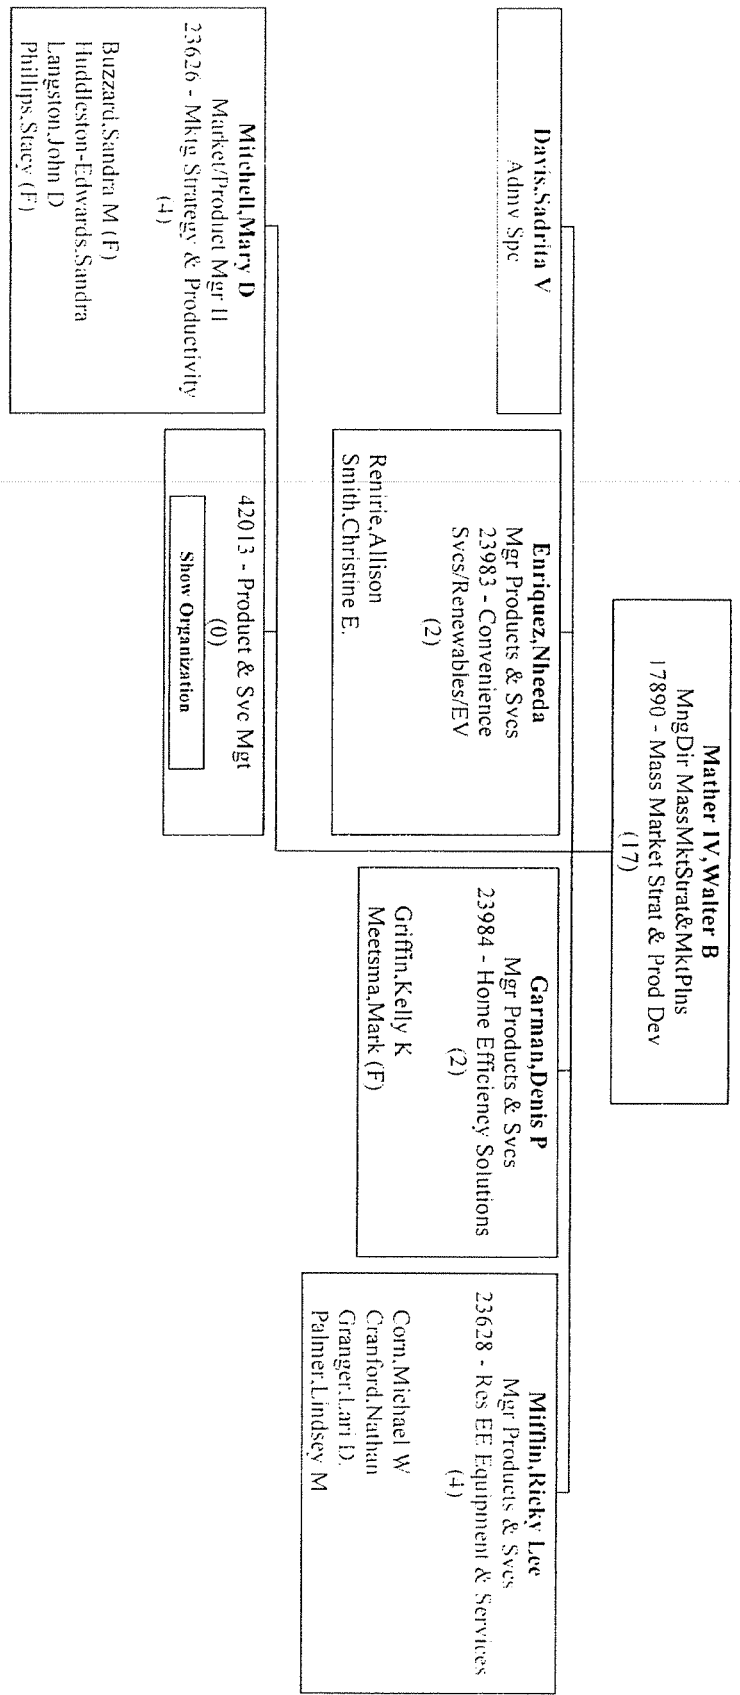 Mather IV,Walter B
MngDir MassMktStrat&MktPlns
17890 - Mass Market Strat & Prod Dev
(17)
Davis,Sadrita V
Admv Spc
Enriquez,Nheeda
Mgr Products & Svcs
23983 - Convenience
Svcs/Renewables/EV
(2)
Renirie,Allison
Smith,Christine E.
Garman,Denis P
Mgr Products & Svcs
23984 - Home Efficiency Solutions
(2)
Griffin,Kelly K
Meetsma,Mark (F)
Mifflin,Ricky Lee
Mgr Products & Svcs
23628 - Res EE Equipment & Services
(4)
Corn,Michael W
Cranford,Nathan
Granger,Lari D.
Palmer,Lindsey M
Mitchell,Mary D
Market/Product Mgr II
23626 - Mktg Strategy & Productivity
(4)
Buzzard,Sandra M (F)
Huddleston-Edwards,Sandra
Langston,John D
Phillips,Stacy (F)
42013 - Product & Svc Mgt
(0)
Show Organization